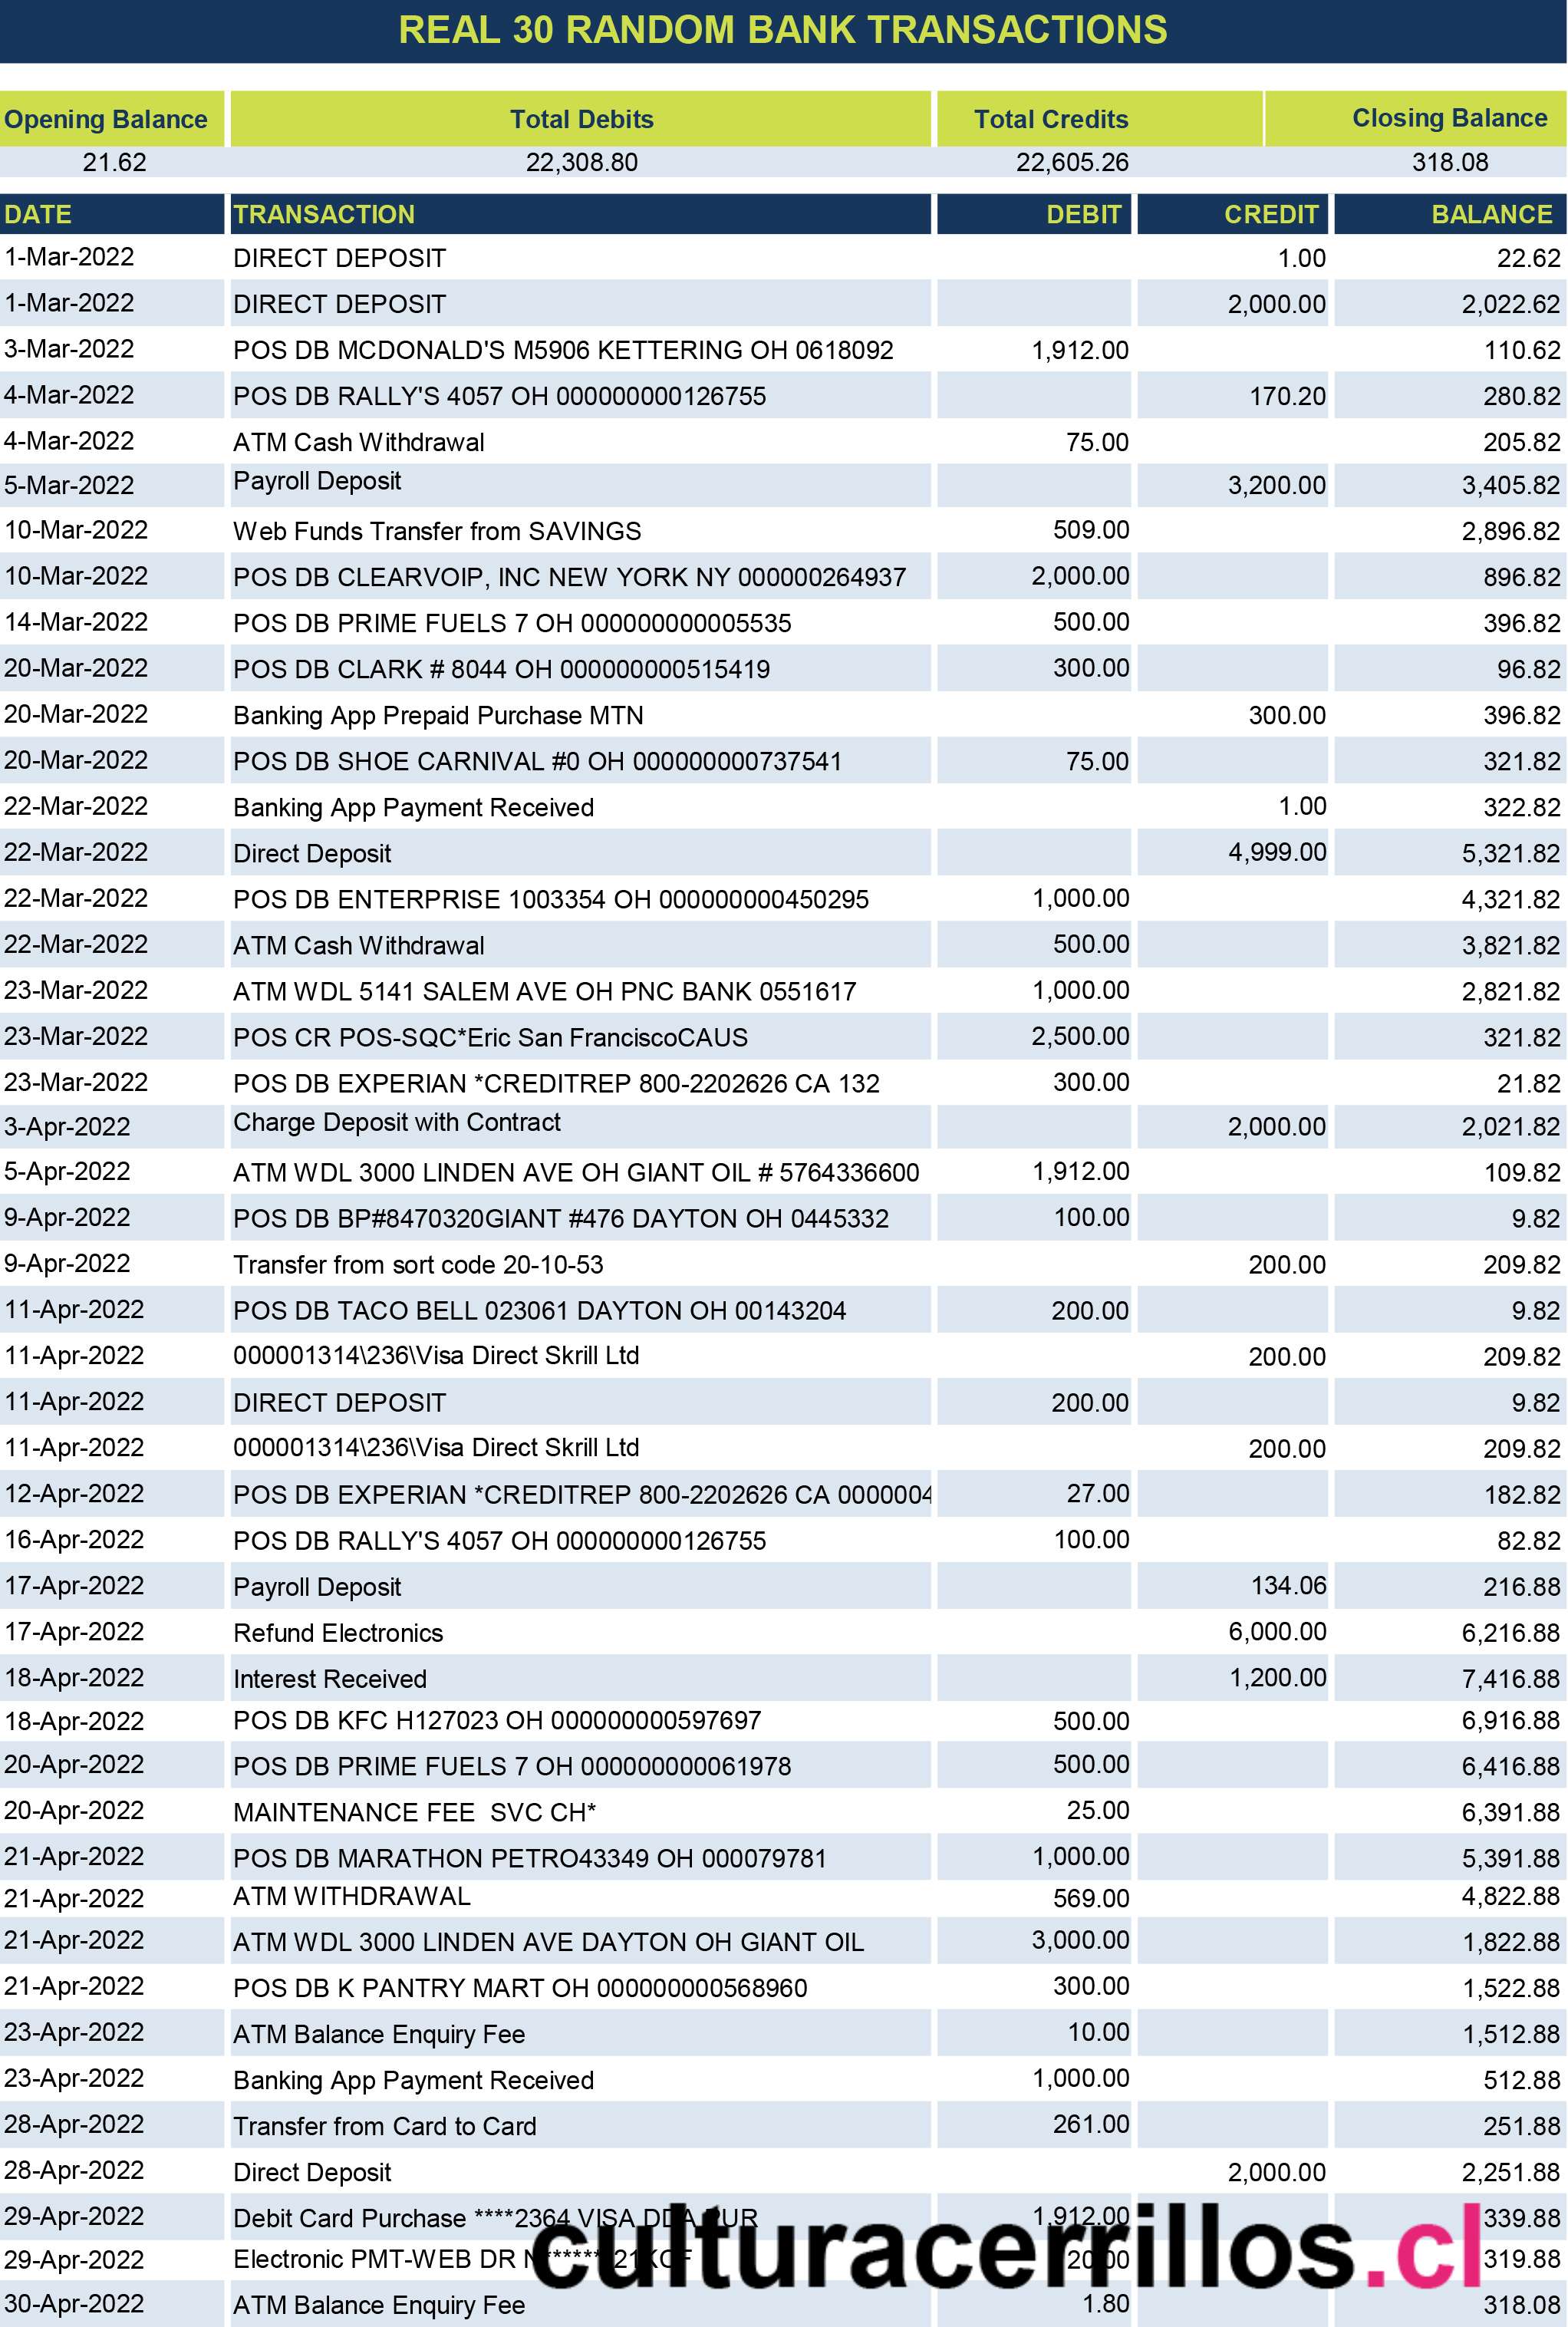 REAL 30 RANDOM BANK TRANSACTIONS
Opening Balance Total Debits Total Credits Closing Balance
21.62 22,308.80 22,605.26 318.08
DATE TRANSACTION DEBIT CREDIT BALANCE
1-Mar-2022 DIRECT DEPOSIT 1.00 22.62
1-Mar-2022 DIRECT DEPOSIT 2,000.00 2,022.62
3-Mar-2022 POS DB MCDONALD'S M5906 KETTERING OH 0618092 1,912.00 110.62
4-Mar-2022 POS DB RALLY'S 4057 OH 000000000126755 170.20 280.82
4-Mar-2022 ATM Cash Withdrawal 75.00 205.82
5-Mar-2022 Payroll Deposit 3,200.00 3,405.82
10-Mar-2022 Web Funds Transfer from SAVINGS 509.00 2,896.82
10-Mar-2022 POS DB CLEARVOIP, INC NEW YORK NY 000000264937 2,000.00 896.82
14-Mar-2022 POS DB PRIME FUELS 7 OH 000000000005535 500.00 396.82
20-Mar-2022 POS DB CLARK # 8044 OH 000000000515419 300.00 96.82
20-Mar-2022 Banking App Prepaid Purchase MTN 300.00 396.82
20-Mar-2022 POS DB SHOE CARNIVAL #0 OH 000000000737541 75.00 321.82
22-Mar-2022 Banking App Payment Received 1.00 322.82
22-Mar-2022 Direct Deposit 4,999.00 5,321.82
22-Mar-2022 POS DB ENTERPRISE 1003354 OH 000000000450295 1,000.00 4,321.82
22-Mar-2022 ATM Cash Withdrawal 500.00 3,821.82
23-Mar-2022 ATM WDL 5141 SALEM AVE OH PNC BANK 0551617 1,000.00 2,821.82
23-Mar-2022 POS CR POS-SQC*Eric San FranciscoCAUS 2,500.00 321.82
23-Mar-2022 POS DB EXPERIAN *CREDITREP 800-2202626 CA 132 300.00 21.82
3-Apr-2022 Charge Deposit with Contract 2,000.00 2,021.82
5-Apr-2022 ATM WDL 3000 LINDEN AVE OH GIANT OIL # 5764336600 1,912.00 109.82
9-Apr-2022 POS DB BP#8470320GIANT #476 DAYTON OH 0445332 100.00 9.82
9-Apr-2022 Transfer from sort code 20-10-53 200.00 209.82
11-Apr-2022 POS DB TACO BELL 023061 DAYTON OH 00143204 200.00 9.82
11-Apr-2022 000001314\236\Visa Direct Skrill Ltd 200.00 209.82
11-Apr-2022 DIRECT DEPOSIT 200.00 9.82
11-Apr-2022 000001314\236\Visa Direct Skrill Ltd 200.00 209.82
12-Apr-2022 POS DB EXPERIAN *CREDITREP 800-2202626 CA 0000004 27.00 182.82
16-Apr-2022 POS DB RALLY'S 4057 OH 000000000126755 100.00 82.82
17-Apr-2022 Payroll Deposit 134.06 216.88
17-Apr-2022 Refund Electronics 6,000.00 6,216.88
18-Apr-2022 Interest Received 1,200.00 7,416.88
18-Apr-2022 POS DB KFC H127023 OH 000000000597697 500.00 6,916.88
20-Apr-2022 POS DB PRIME FUELS 7 OH 000000000061978 500.00 6,416.88
20-Apr-2022 MAINTENANCE FEE SVC CH* 25.00 6,391.88
21-Apr-2022 POS DB MARATHON PETRO43349 OH 000079781 1,000.00 5,391.88
21-Apr-2022 ATM WITHDRAWAL 569.00 4,822.88
21-Apr-2022 ATM WDL 3000 LINDEN AVE DAYTON OH GIANT OIL 3,000.00 1,822.88
21-Apr-2022 POS DB K PANTRY MART OH 000000000568960 300.00 1,522.88
23-Apr-2022 ATM Balance Enquiry Fee 10.00 1,512.88
23-Apr-2022 Banking App Payment Received 1,000.00 512.88
28-Apr-2022 Transfer from Card to Card 261.00 251.88
28-Apr-2022 Direct Deposit 2,000.00 2,251.88
29-Apr-2022 Debit Card Purchase ****2364 VISA DDA PUR 1,912.00 339.88
29-Apr-2022 Electronic PMT-WEB DR 20.00 319.88
30-Apr-2022 ATM Balance Enquiry Fee 1.80 318.08
culturacerrillos.cl